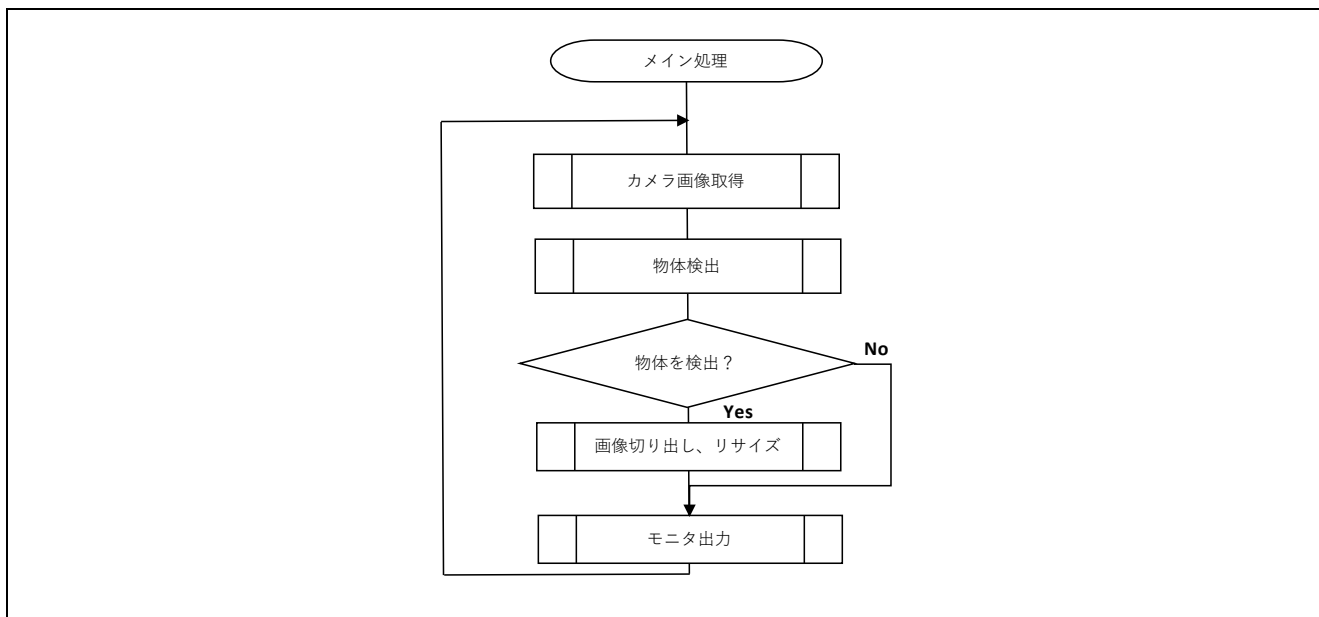 メイン処理
カメラ画像取得
物体検出
物体を検出？
No
Yes
画像切り出し、リサイズ
モニタ出力